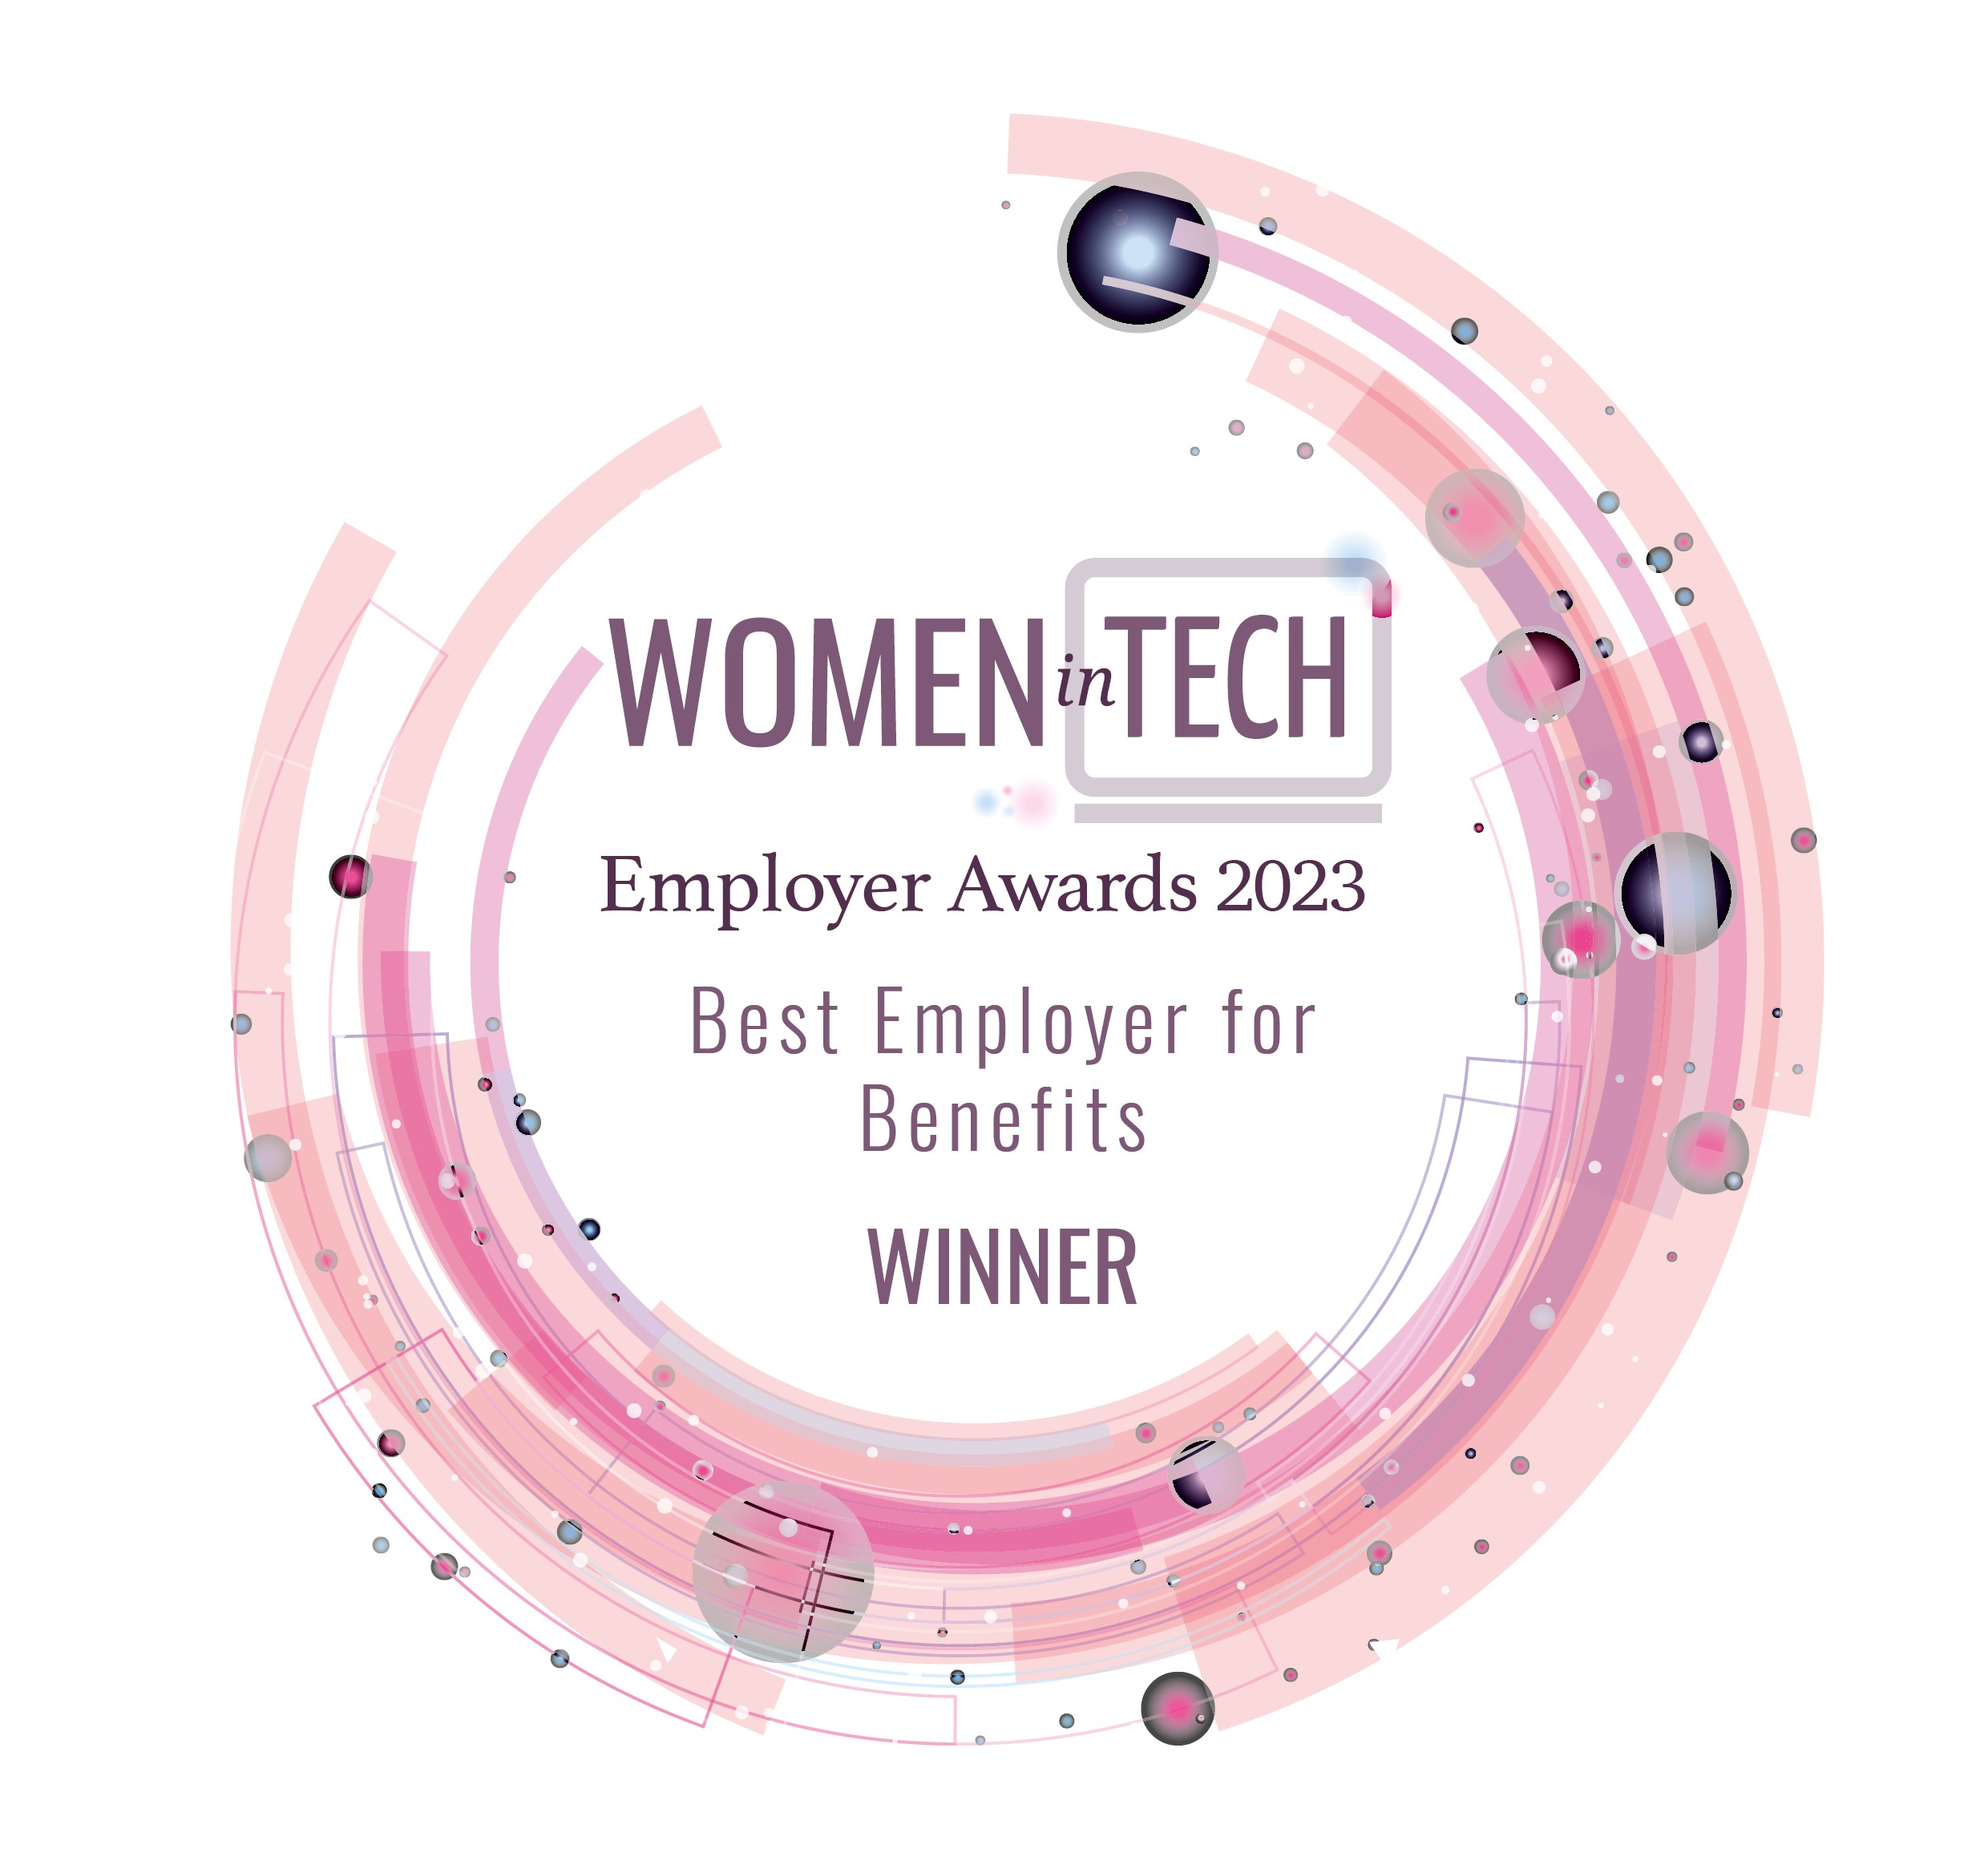 WOMEN in TECH
Employer Awards 2023
Best Employer for
Benefits
WINNER